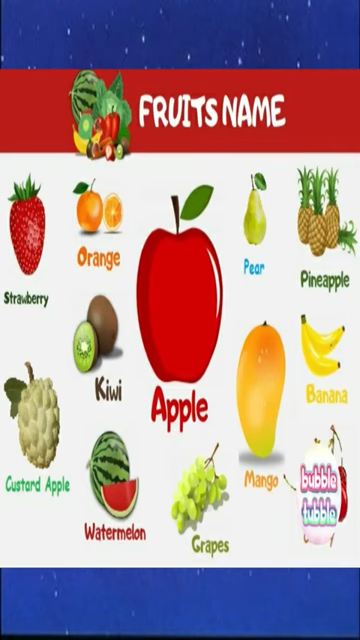 FRUITS NAME
Strawberry
Orange
Pear
Pineapple
Kiwi
Apple
Banana
Custard Apple
Mango
Watermelon
Grapes
bubble
tubble